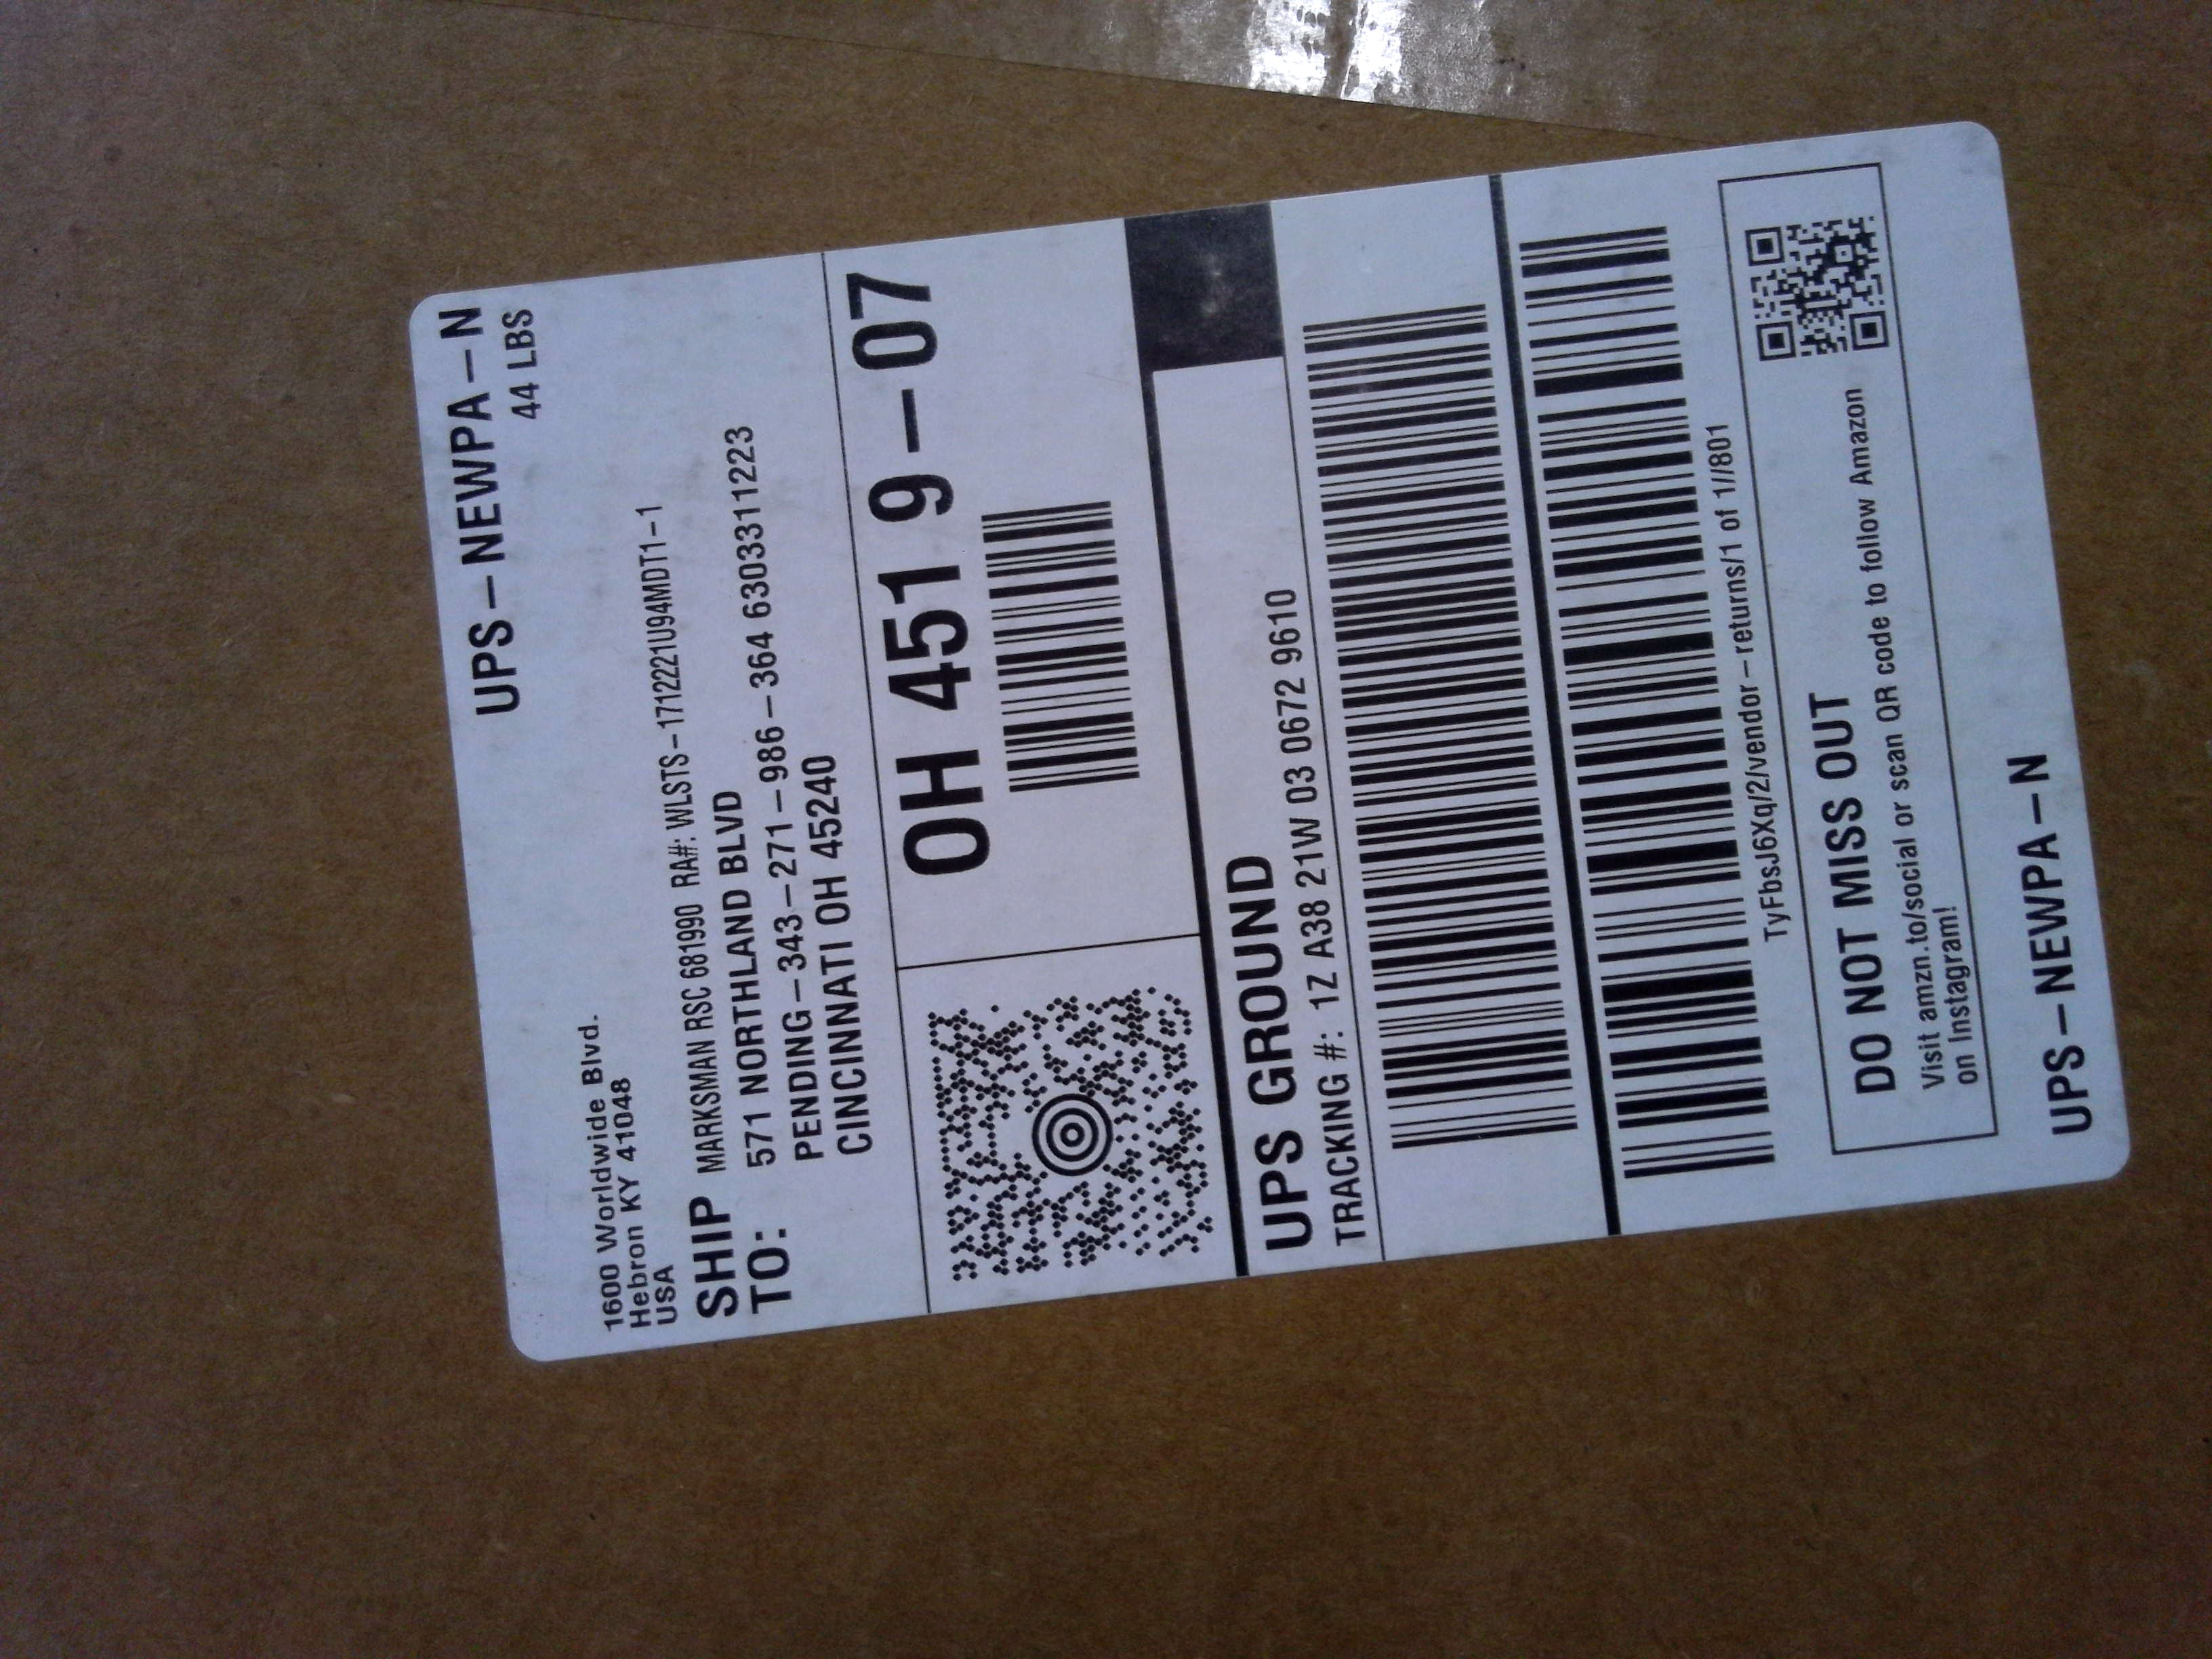 UPS-NEWPA-N
44 LBS
1600 Worldwide Blvd.
Hebron KY 41048
USA
SHIP TO:
MARKSMAN RSC 681990 RA#: WLSTS-1712221U94MDT1-1
571 NORTHLAND BLVD
PENDING-343-271-986-364 6303311223
CINCINNATI OH 45240
OH 451 9-07
UPS GROUND
TRACKING #: 1Z A38 21W 03 0672 9610
TyFbsJ6Xq/2/vendor-returns/1 of 1//801
DO NOT MISS OUT
Visit amzn.to/social or scan QR code to follow Amazon
on Instagram!
UPS-NEWPA-N